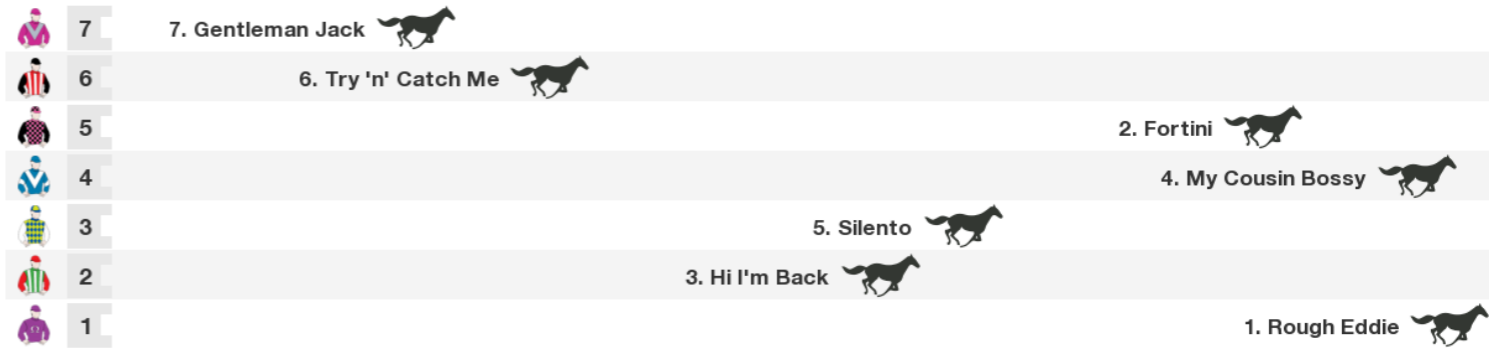 7 7. Gentleman Jack
6 6. Try 'n' Catch Me
5 2. Fortini
4 4. My Cousin Bossy
3 5. Silento
2 3. Hi I'm Back
1 1. Rough Eddie